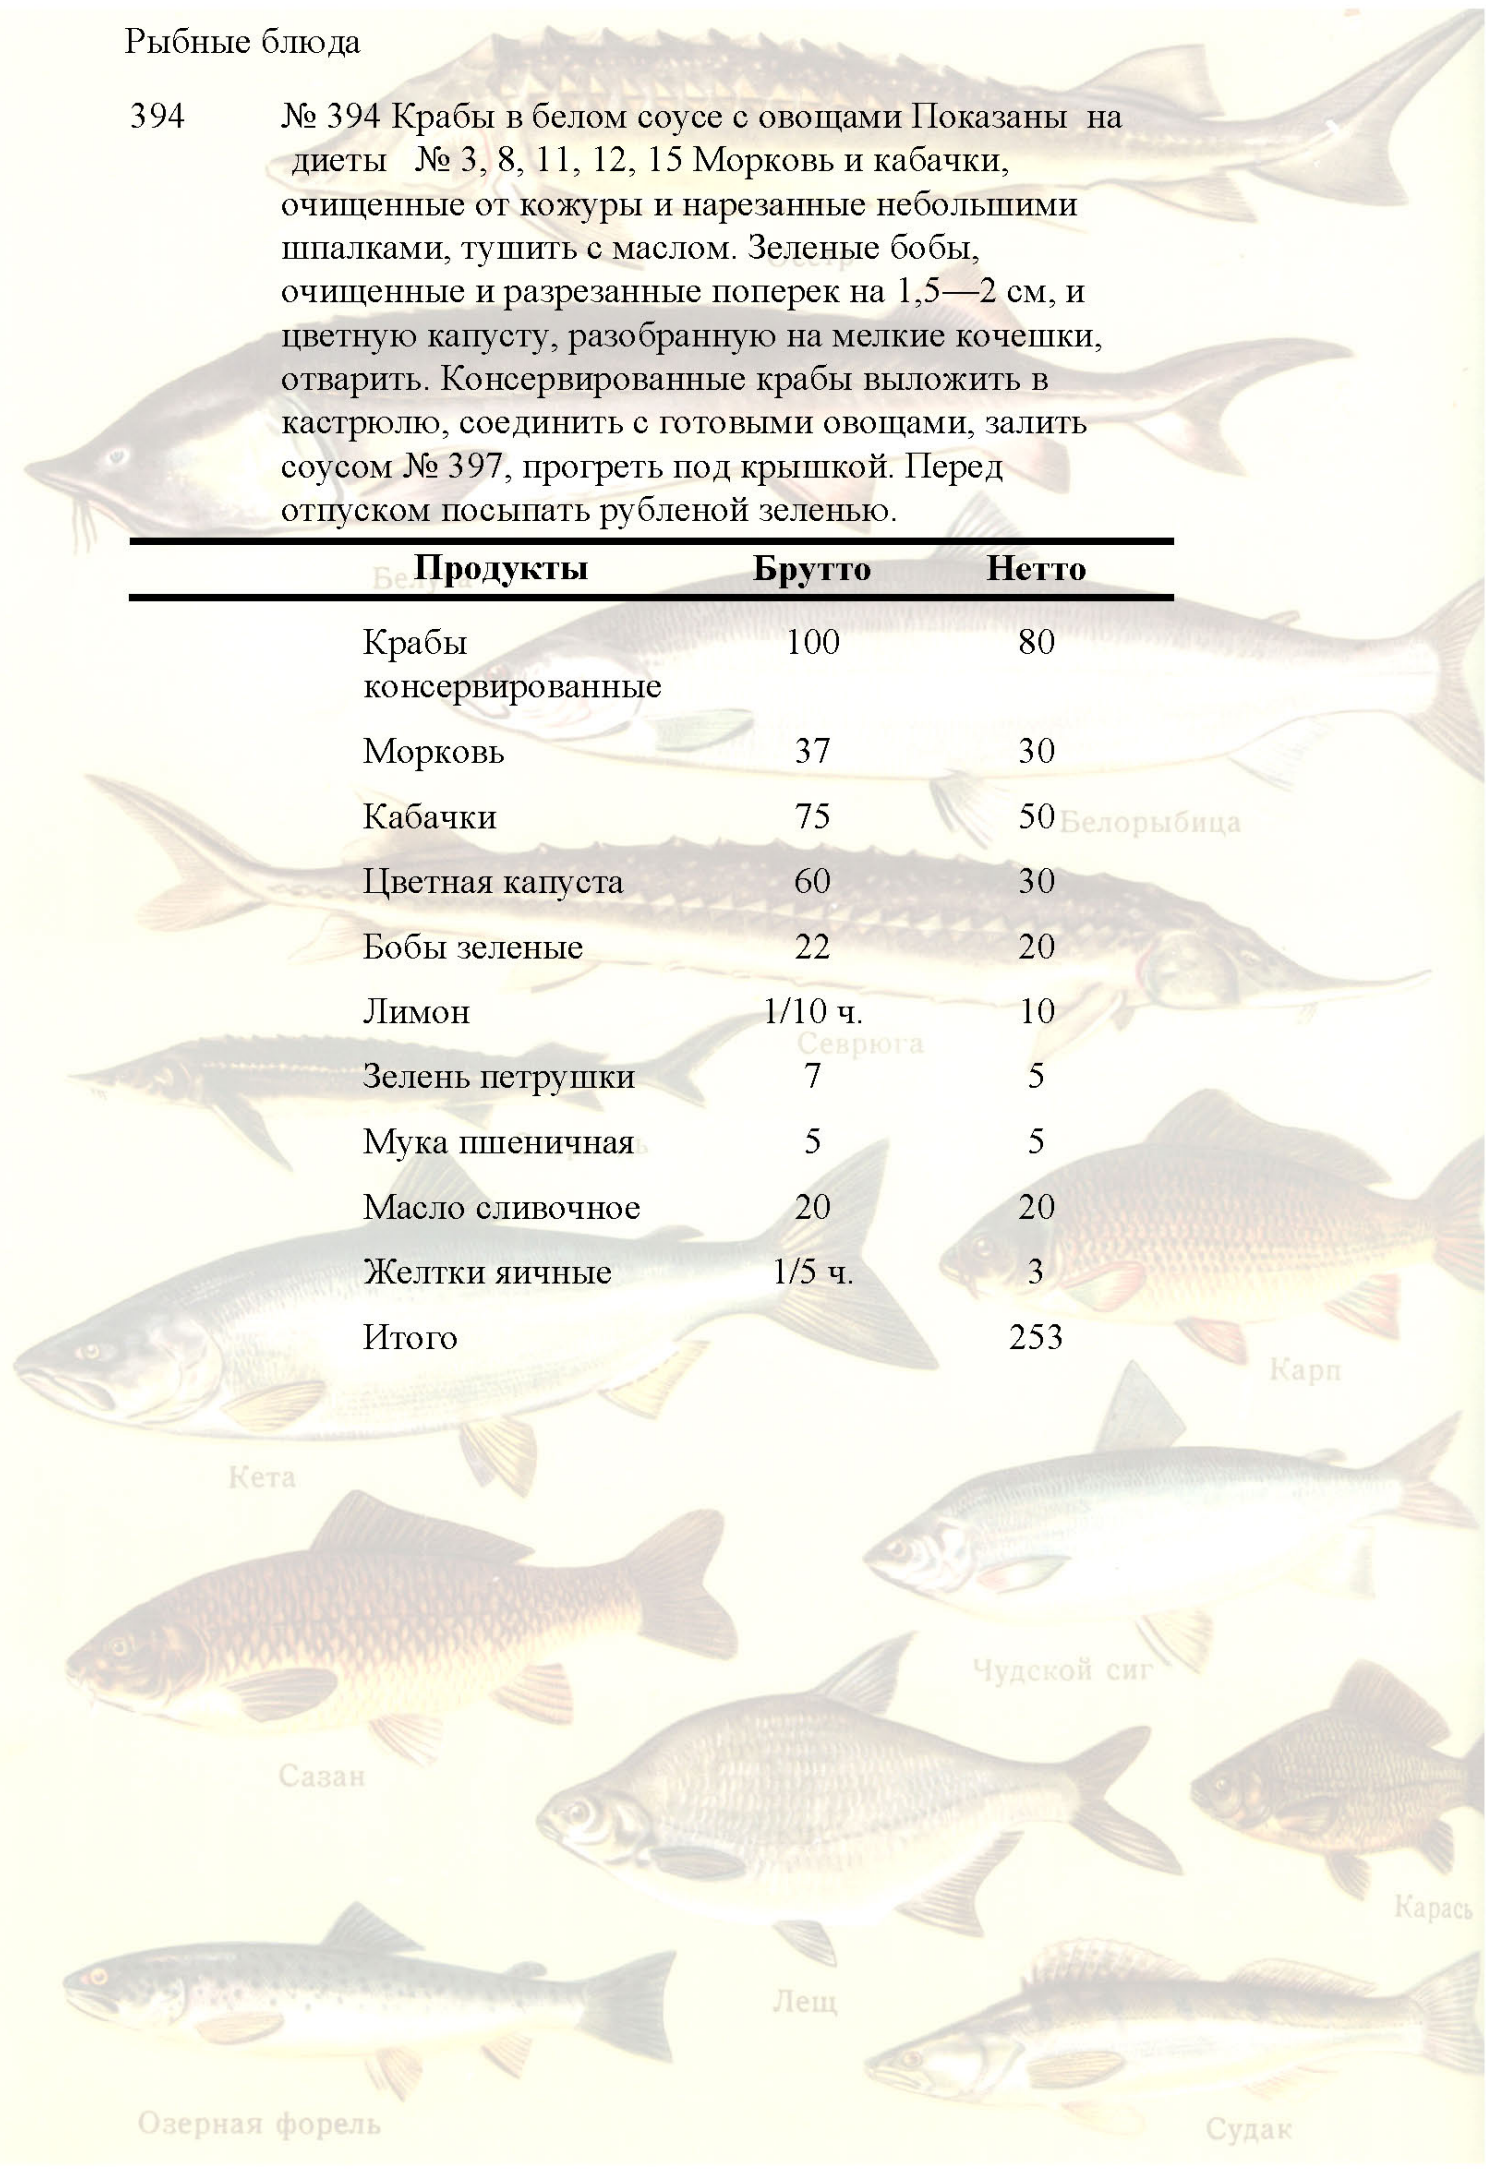 Рыбные блюда
394 № 394 Крабы в белом соусе с овощами Показаны на
диеты № 3, 8, 11, 12, 15 Морковь и кабачки,
очищенные от кожуры и нарезанные небольшими
шпалками, тушить с маслом. Зеленые бобы,
очищенные и разрезанные поперек на 1,5—2 см, и
цветную капусту, разобранную на мелкие кочешки,
отварить. Консервированные крабы выложить в
кастрюлю, соединить с готовыми овощами, залить
соусом № 397, прогреть под крышкой. Перед
отпуском посыпать рубленой зеленью.
Продукты Брутто Нетто
Крабы 100 80
консервированные
Морковь 37 30
Кабачки 75 50
Белорыбица
Цветная капуста 60 30
Бобы зеленые 22 20
Лимон 1/10 ч. 10
Севрюга
Зелень петрушки 7 5
Мука пшеничная 5 5
Масло сливочное 20 20
Желтки яичные 1/5 ч. 3
Итого 253
Карп
Кета
Чудской сиг
Сазан
Карась
Лещ
Озерная форель
Судак